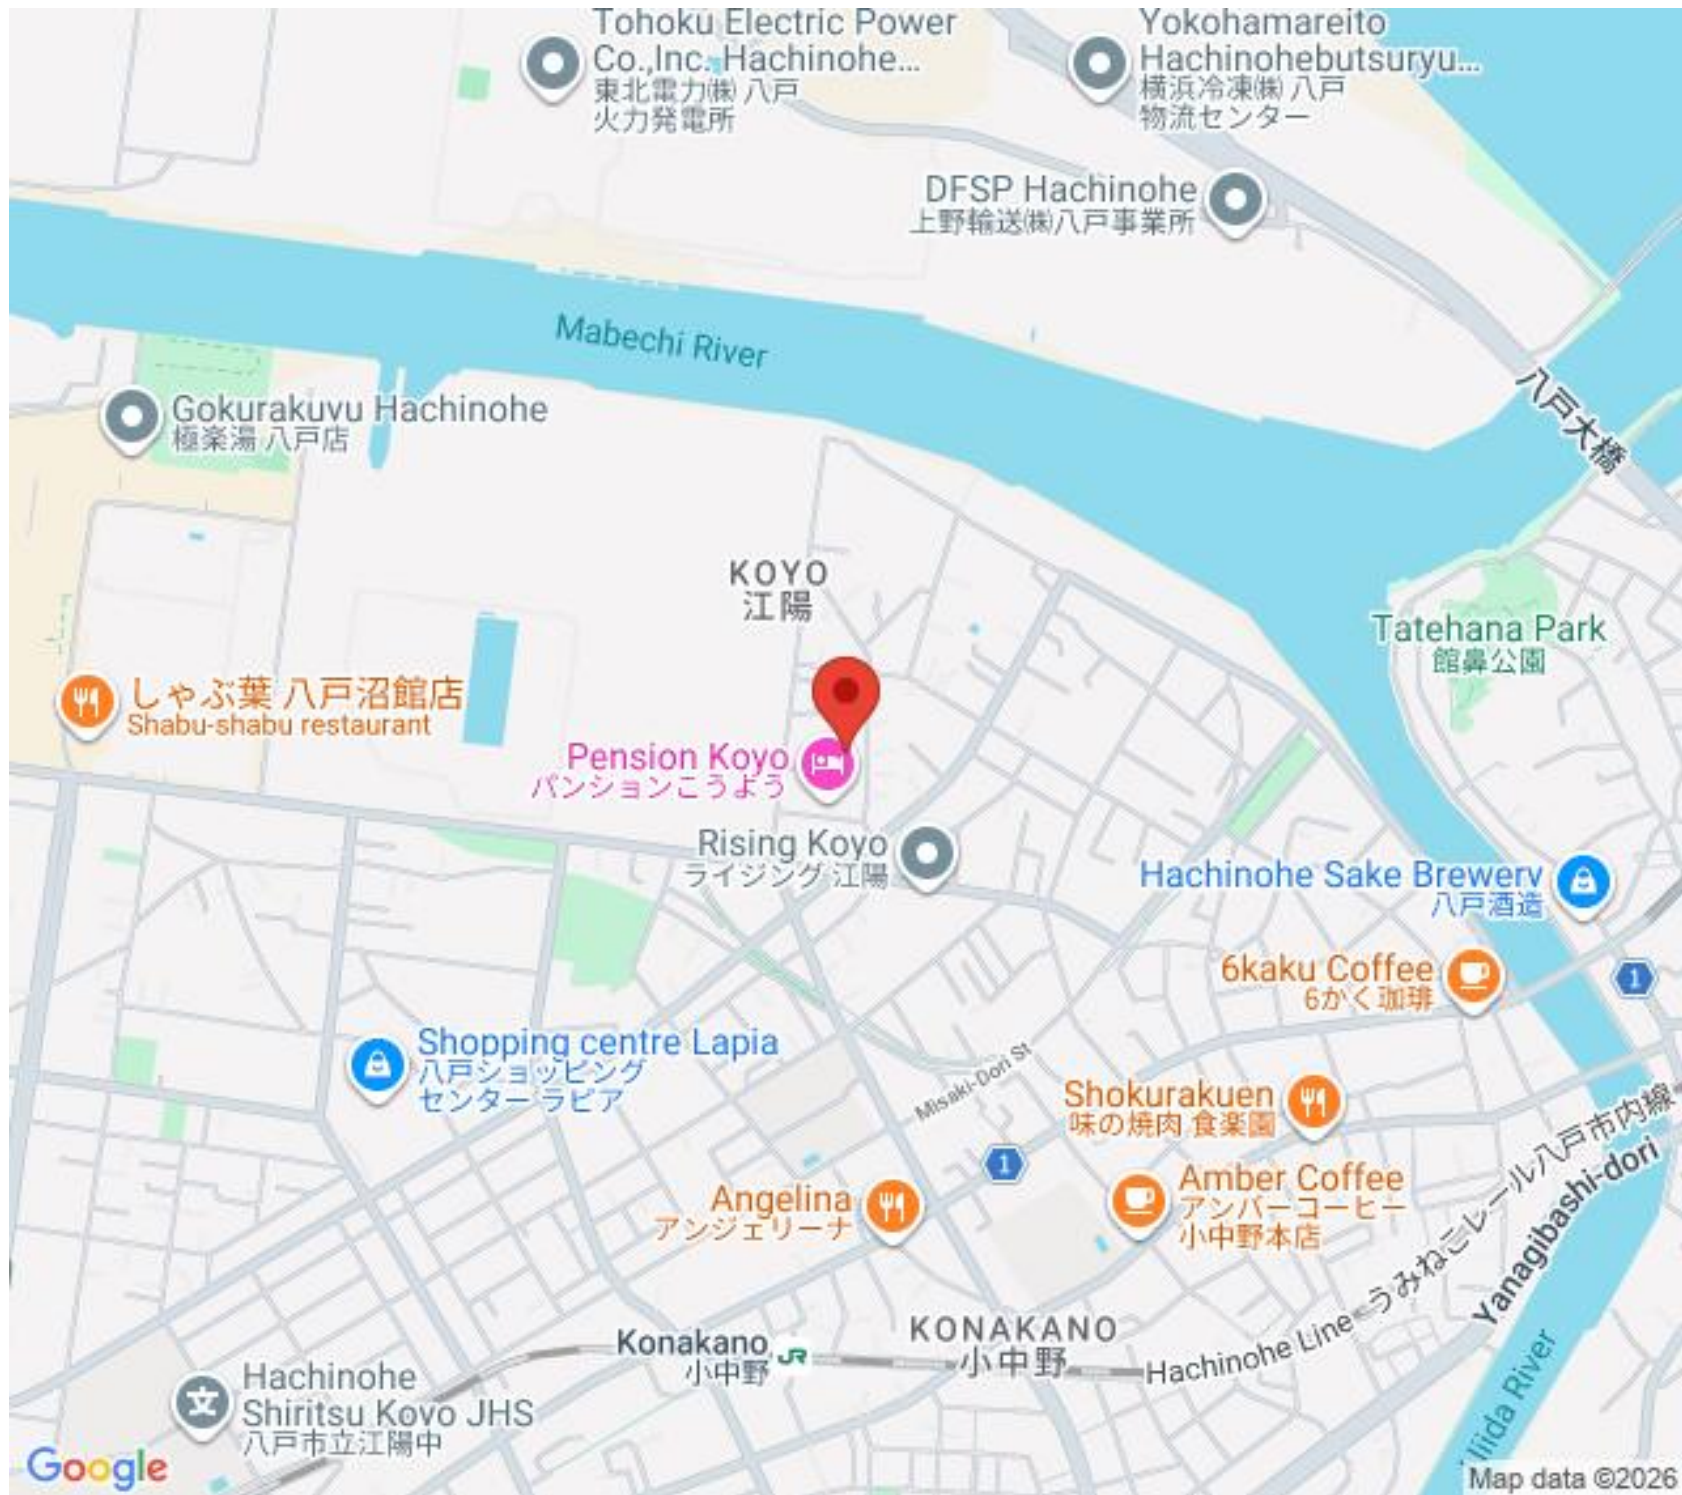 Tohoku Electric Power
Co.,Inc. Hachinohe...
東北電力㈱ 八戸
火力発電所
Yokohamareito
Hachinohebutsuryu...
横浜冷凍㈱ 八戸
物流センター
DFSP Hachinohe
上野輸送㈱八戸事業所
Mabechi River
八戸大橋
Gokurakuyu Hachinohe
極楽湯 八戸店
KOYO
江陽
Tatehana Park
館鼻公園
しゃぶ葉 八戸沼館店
Shabu-shabu restaurant
Pension Koyo
パンションこうよう
Rising Koyo
ライジング 江陽
Hachinohe Sake Brewery
八戸酒造
6kaku Coffee
6かく珈琲
1
Shopping centre Lapia
八戸ショッピング
センター ラピア
Misaki-Dori St
Shokurakuen
味の焼肉 食楽園
1
Amber Coffee
アンバーコーヒー
小中野本店
Angelina
アンジェリーナ
Hachinohe Line<うみねこレール八戸市内線
Yanagibashi-dori
Konakano
小中野
JR
KONAKANO
小中野
Hachinohe
Shiritsu Koyo JHS
八戸市立江陽中
文
Niida River
Google
Map data ©2026